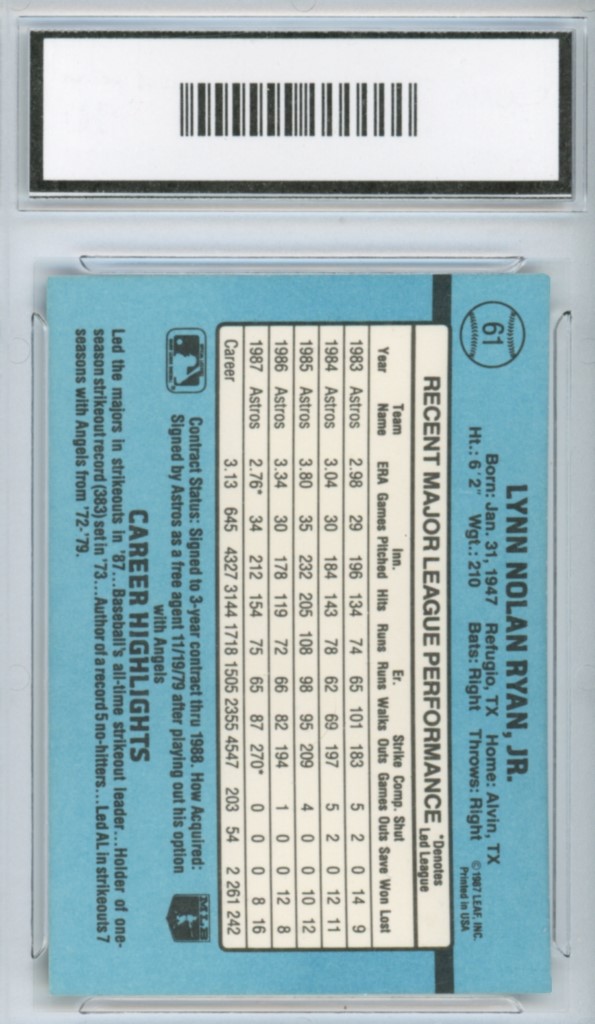 61
LYNN NOLAN RYAN, JR.
Born: Jan. 31, 1947 Refugio, TX Home: Alvin, TX
Ht.: 6' 2" Wgt.: 210 Bats: Right Throws: Right
© 1987 LEAF, INC.
Printed in USA
RECENT MAJOR LEAGUE PERFORMANCE *Denotes Led League
Year Team Name ERA Games Inn. Pitched Hits Runs Er. Runs Walks Strike Outs Comp. Games Shut Outs Save Won Lost
1983 Astros 2.98 29 196 134 74 65 101 183 5 2 0 14 9
1984 Astros 3.04 30 184 143 78 62 69 197 5 2 0 12 11
1985 Astros 3.80 35 232 205 108 98 95 209 4 0 0 10 12
1986 Astros 3.34 30 178 119 72 66 82 194 1 0 0 12 8
1987 Astros 2.76* 34 212 154 75 65 87 270* 0 0 0 8 16
Career 3.13 645 4327 3144 1718 1505 2355 4547 203 54 2 261 242
Contract Status: Signed to 3-year contract thru 1988. How Acquired:
Signed by Astros as a free agent 11/19/79 after playing out his option
with Angels
MLB
CAREER HIGHLIGHTS
Led the majors in strikeouts in '87...Baseball's all-time strikeout leader...Holder of one-
season strikeout record (383) set in '73...Author of a record 5 no-hitters...Led AL in strikeouts 7
seasons with Angels from '72-'79.